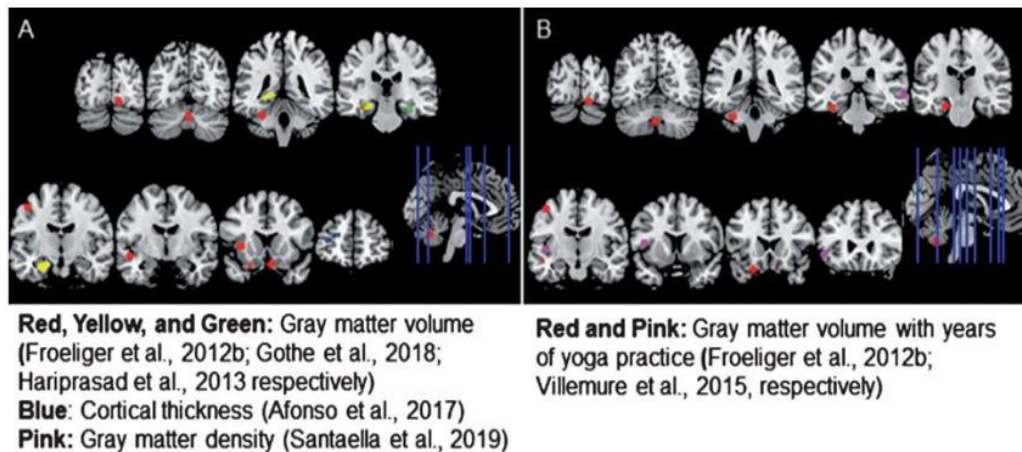 A
B
Red, Yellow, and Green: Gray matter volume
(Froeliger et al., 2012b; Gothe et al., 2018;
Hariprasad et al., 2013 respectively)
Blue: Cortical thickness (Afonso et al., 2017)
Pink: Gray matter density (Santaella et al., 2019)
Red and Pink: Gray matter volume with years
of yoga practice (Froeliger et al., 2012b;
Villemure et al., 2015, respectively)